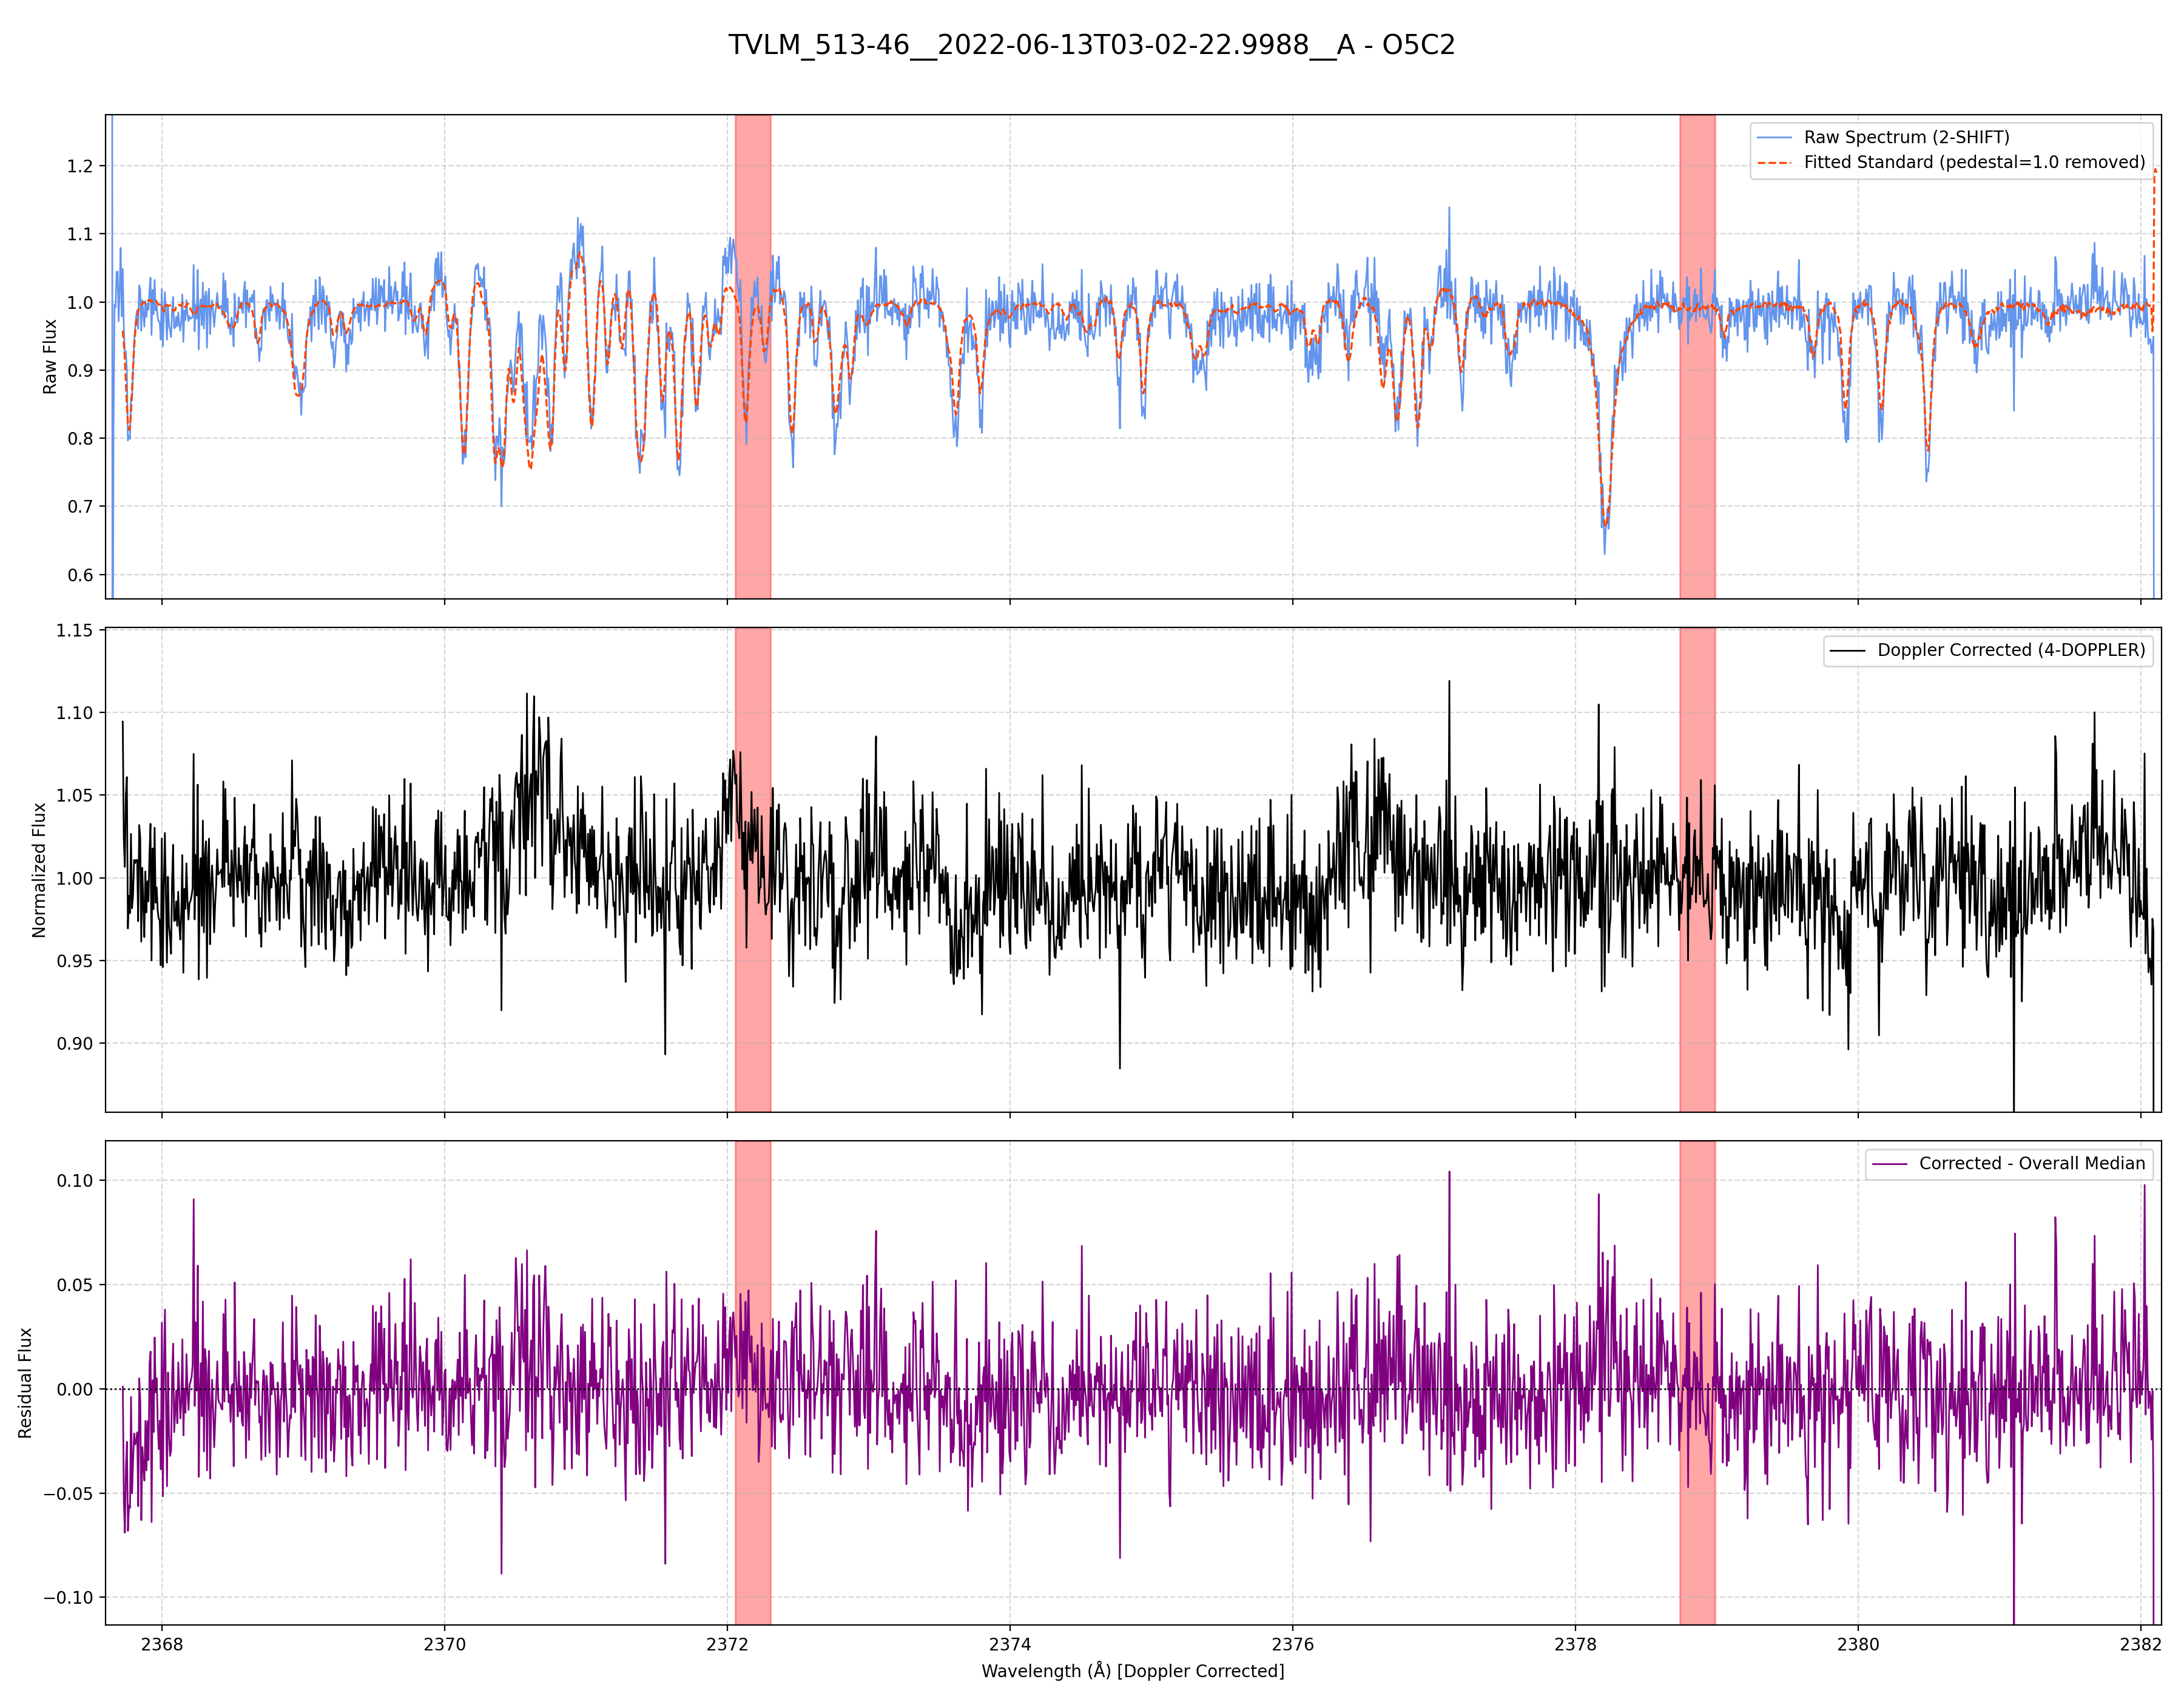 TVLM_513-46__2022-06-13T03-02-22.9988__A - O5C2
Raw Spectrum (2-SHIFT)
Fitted Standard (pedestal=1.0 removed)
1.2
1.1
1.0
0.9
0.8
0.7
0.6
Raw Flux
Doppler Corrected (4-DOPPLER)
1.15
1.10
1.05
1.00
0.95
0.90
Normalized Flux
Corrected - Overall Median
0.10
0.05
0.00
−0.05
−0.10
Residual Flux
2368 2370 2372 2374 2376 2378 2380 2382
Wavelength (Å) [Doppler Corrected]